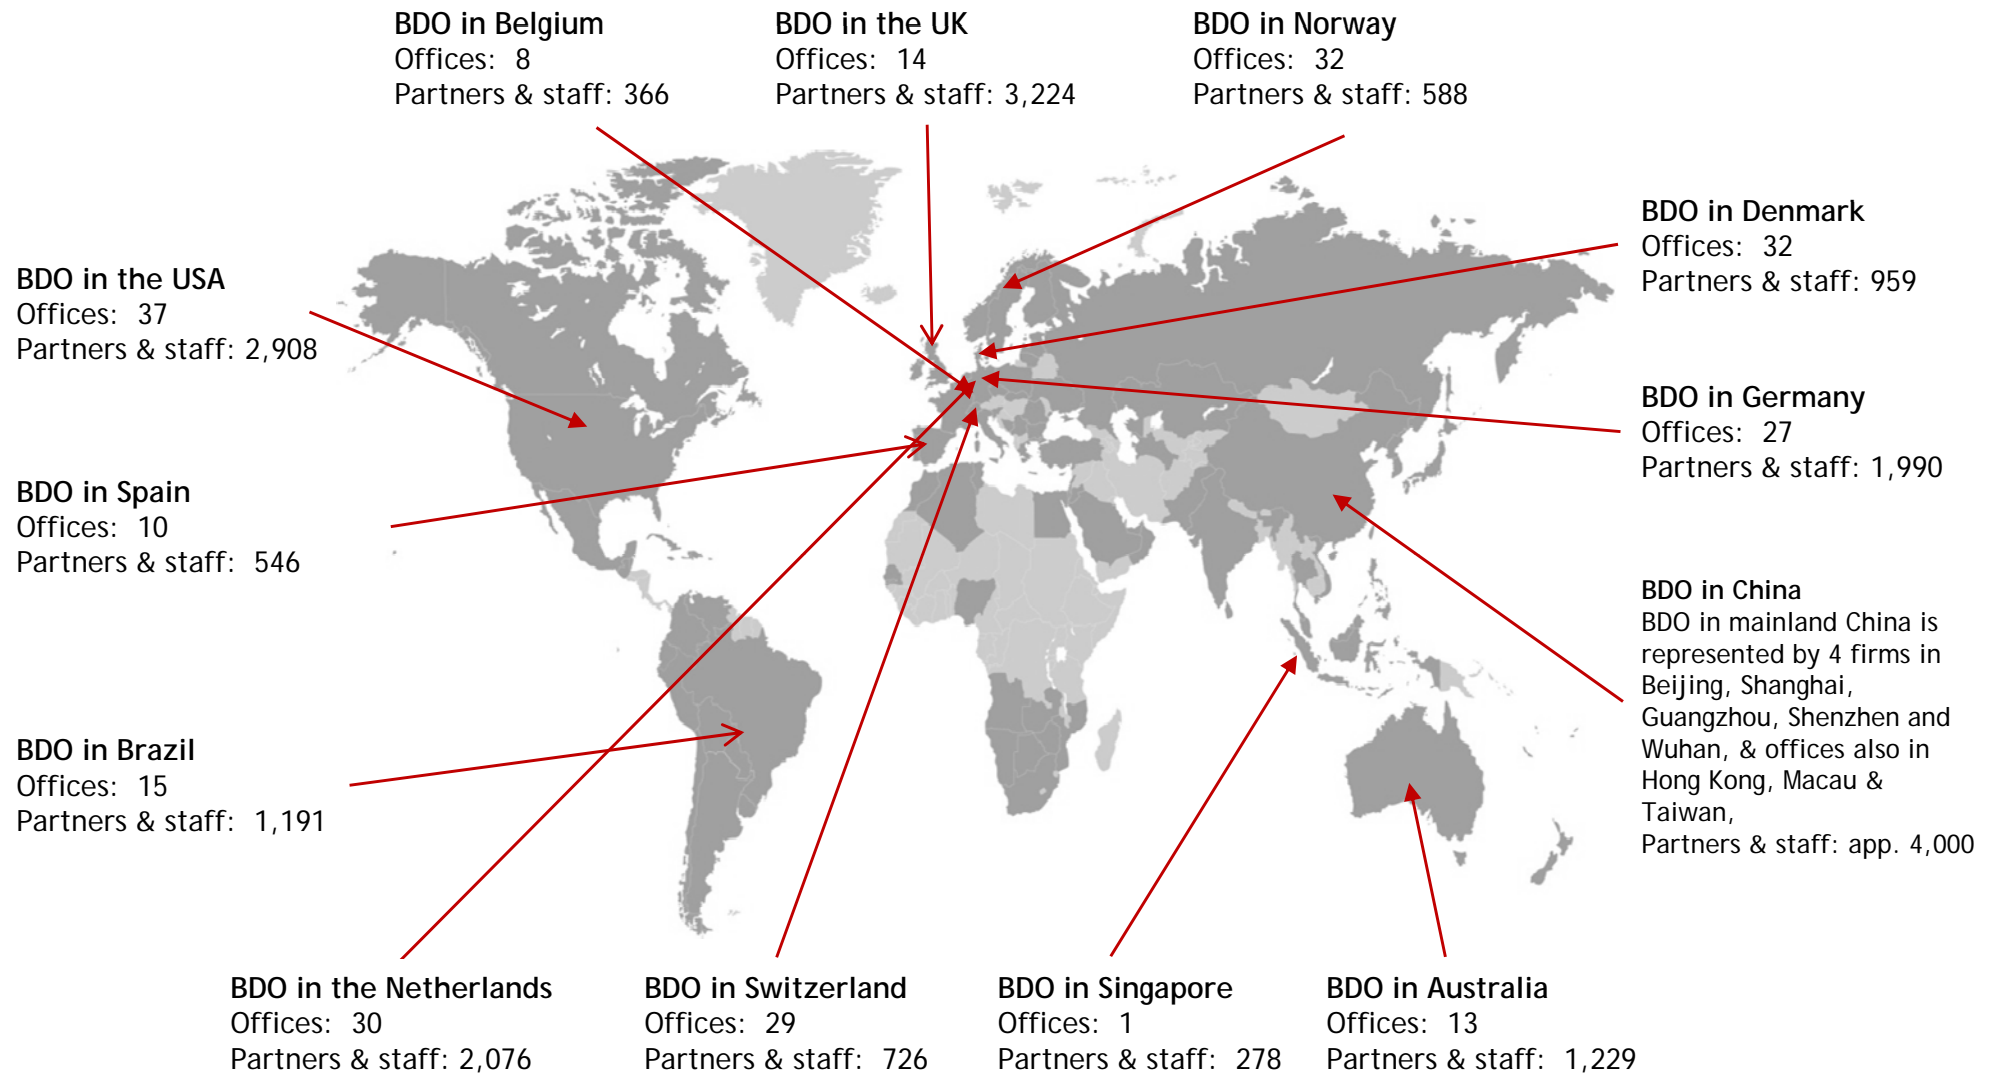 BDO in Belgium
Offices: 8
Partners & staff: 366
BDO in the UK
Offices: 14
Partners & staff: 3,224
BDO in Norway
Offices: 32
Partners & staff: 588
BDO in Denmark
Offices: 32
Partners & staff: 959
BDO in the USA
Offices: 37
Partners & staff: 2,908
BDO in Germany
Offices: 27
Partners & staff: 1,990
BDO in Spain
Offices: 10
Partners & staff: 546
BDO in China
BDO in mainland China is
represented by 4 firms in
Beijing, Shanghai,
Guangzhou, Shenzhen and
Wuhan, & offices also in
Hong Kong, Macau &
Taiwan,
Partners & staff: app. 4,000
BDO in Brazil
Offices: 15
Partners & staff: 1,191
BDO in the Netherlands
Offices: 30
Partners & staff: 2,076
BDO in Switzerland
Offices: 29
Partners & staff: 726
BDO in Singapore
Offices: 1
Partners & staff: 278
BDO in Australia
Offices: 13
Partners & staff: 1,229